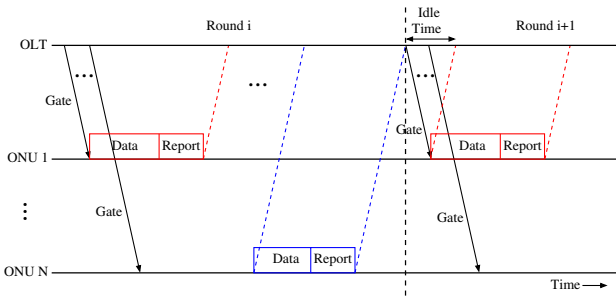 Round i
Idle
Time
Round i+1
OLT
...
...
...
Gate
Gate
Data
Report
Data
Report
ONU 1
...
Gate
Gate
Data
Report
ONU N
Time